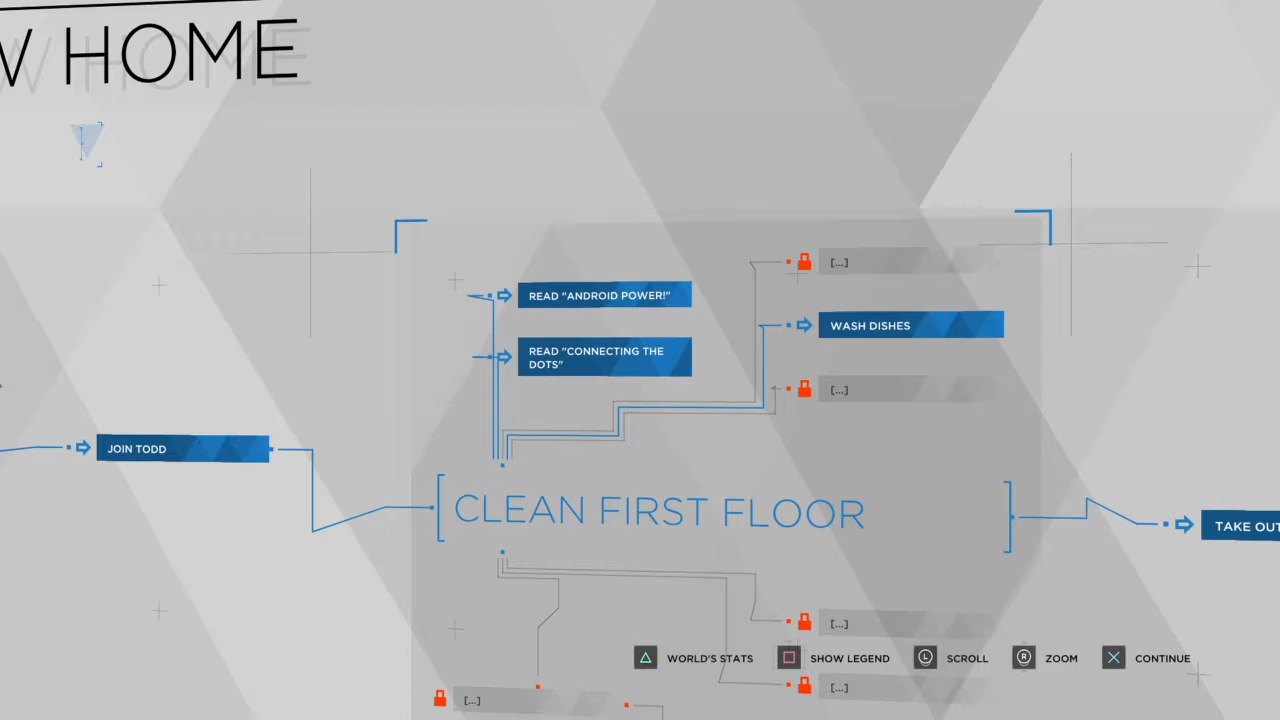 W HOME
[...]
READ "ANDROID POWER!"
WASH DISHES
READ "CONNECTING THE
DOTS"
[...]
JOIN TODD
CLEAN FIRST FLOOR
TAKE OUT
[...]
WORLD'S STATS
SHOW LEGEND
L SCROLL
R ZOOM
CONTINUE
[...]
[...]